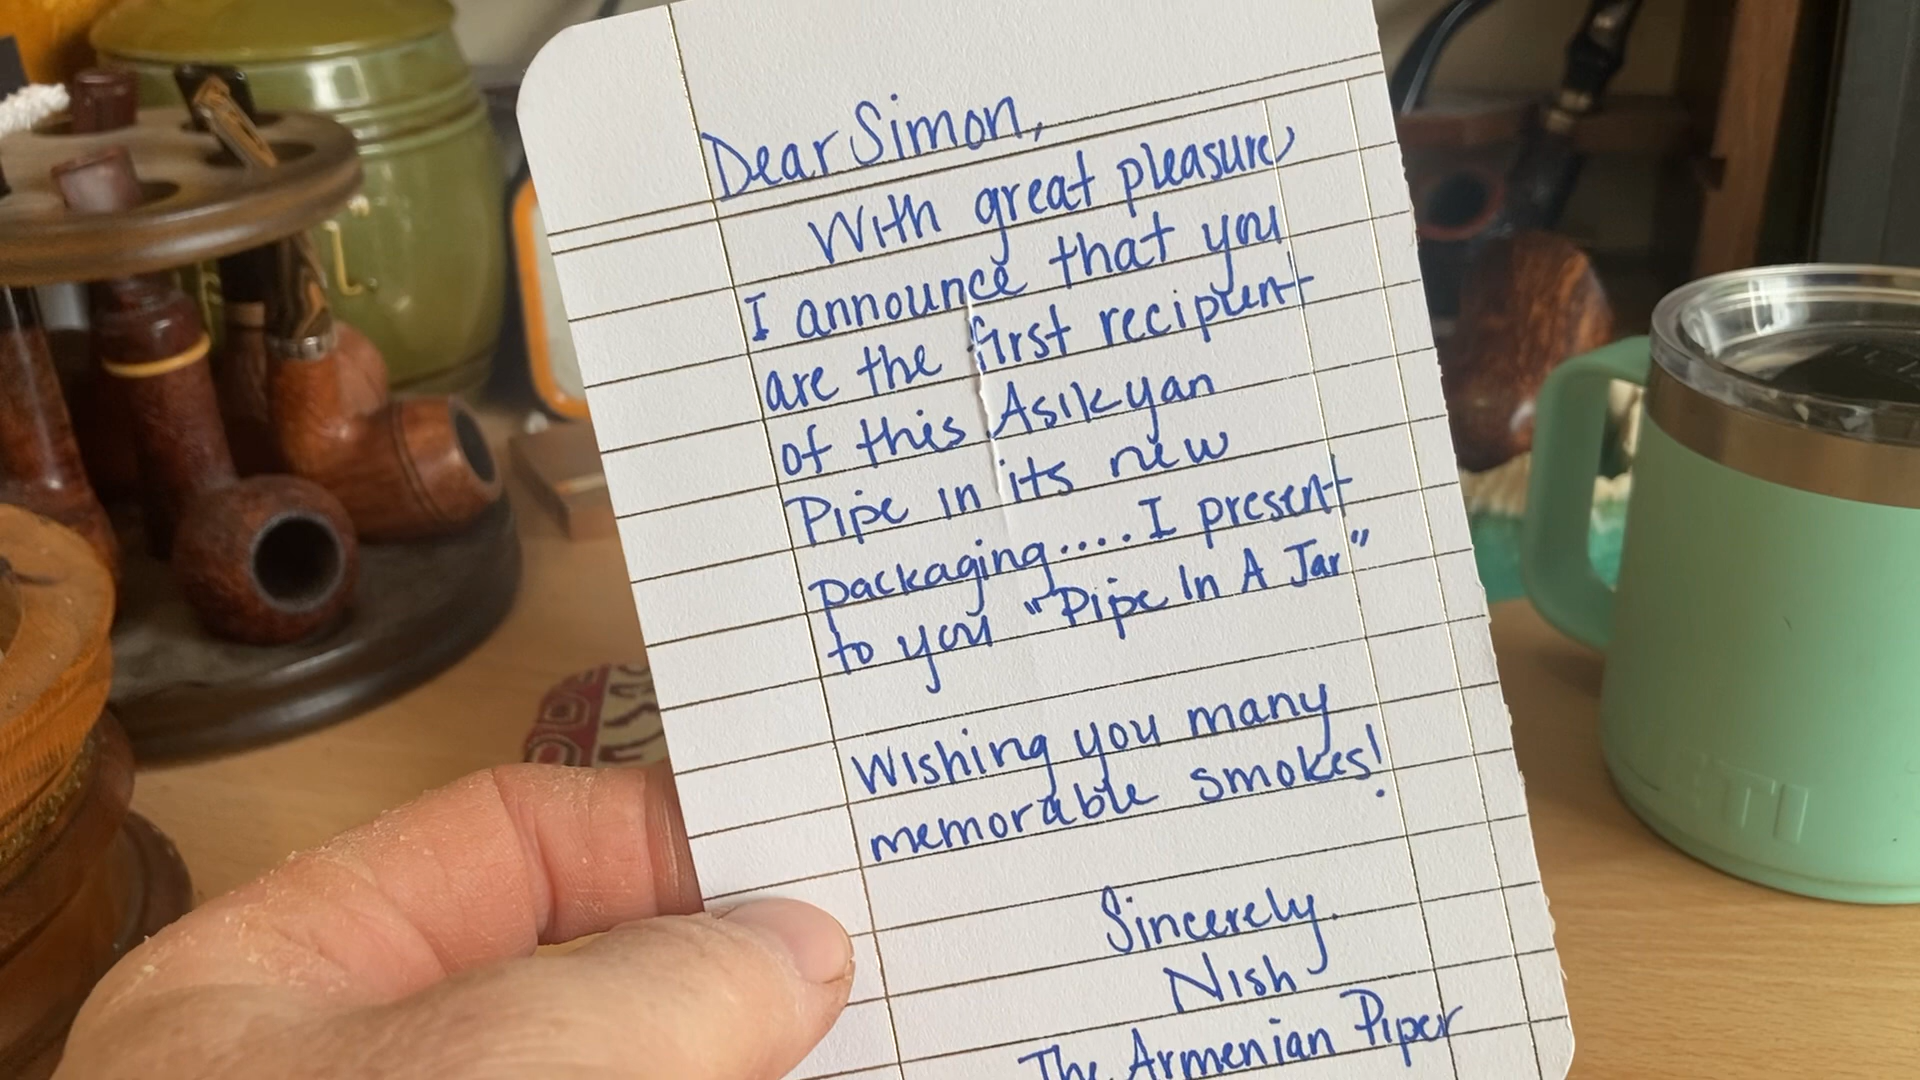 Dear Simon,
With great pleasure
I announce that you
are the first recipient
of this Asikyan
Pipe in its new
packaging.... I present
to you "Pipe In A Jar"
Wishing you many
memorable smokes!
Sincerely.
Nish
The Armenian Piper
YETI